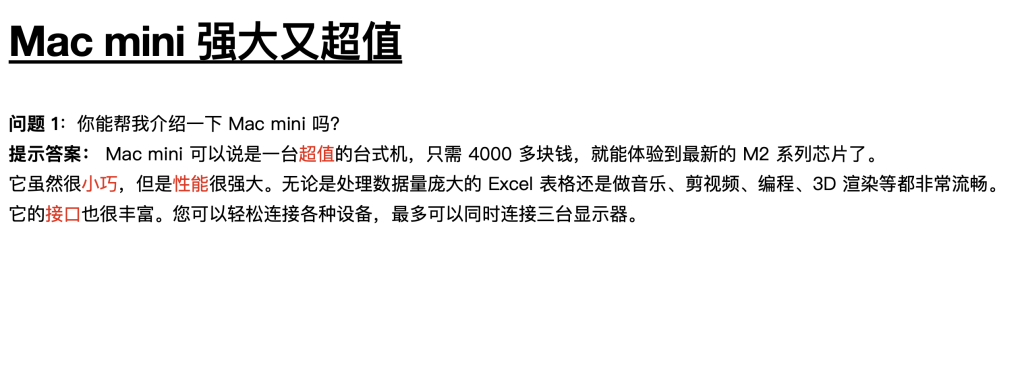 Mac mini 强大又超值
问题 1：你能帮我介绍一下 Mac mini 吗？
提示答案： Mac mini 可以说是一台超值的台式机，只需 4000 多块钱，就能体验到最新的 M2 系列芯片了。
它虽然很小巧，但是性能很强大。无论是处理数据量庞大的 Excel 表格还是做音乐、剪视频、编程、3D 渲染等都非常流畅。
它的接口也很丰富。您可以轻松连接各种设备，最多可以同时连接三台显示器。